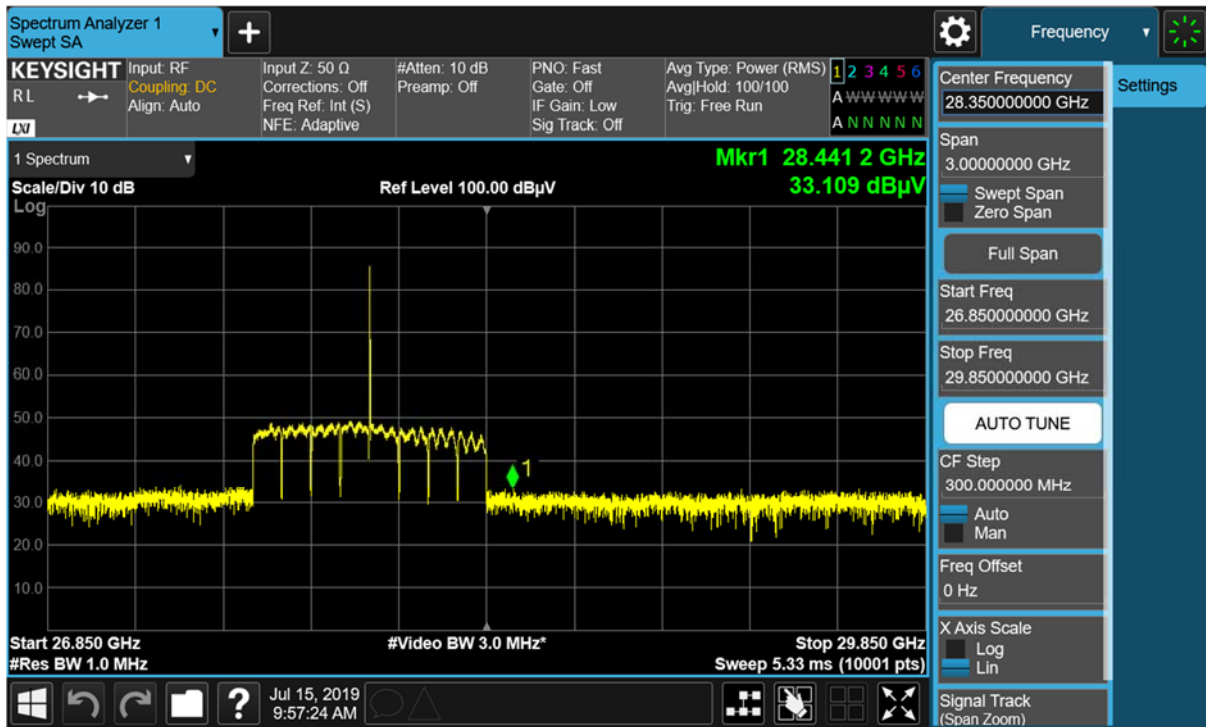 Spectrum Analyzer 1
Swept SA
+
Frequency
KEYSIGHT
R L
LXI
Input: RF
Coupling: DC
Align: Auto
Input Z: 50 Ω
Corrections: Off
Freq Ref: Int (S)
NFE: Adaptive
#Atten: 10 dB
Preamp: Off
PNO: Fast
Gate: Off
IF Gain: Low
Sig Track: Off
Avg Type: Power (RMS)
Avg|Hold: 100/100
Trig: Free Run
1 2 3 4 5 6
A W W W W W
A N N N N N
1 Spectrum
Mkr1 28.441 2 GHz
33.109 dBµV
Scale/Div 10 dB
Ref Level 100.00 dBµV
Log
90.0
80.0
70.0
60.0
50.0
40.0
30.0
20.0
10.0
1
Start 26.850 GHz
#Video BW 3.0 MHz*
Stop 29.850 GHz
#Res BW 1.0 MHz
Sweep 5.33 ms (10001 pts)
?
Jul 15, 2019
9:57:24 AM
Center Frequency
28.350000000 GHz
Settings
Span
3.00000000 GHz
Swept Span
Zero Span
Full Span
Start Freq
26.850000000 GHz
Stop Freq
29.850000000 GHz
AUTO TUNE
CF Step
300.000000 MHz
Auto
Man
Freq Offset
0 Hz
X Axis Scale
Log
Lin
Signal Track
(Span Zoom)